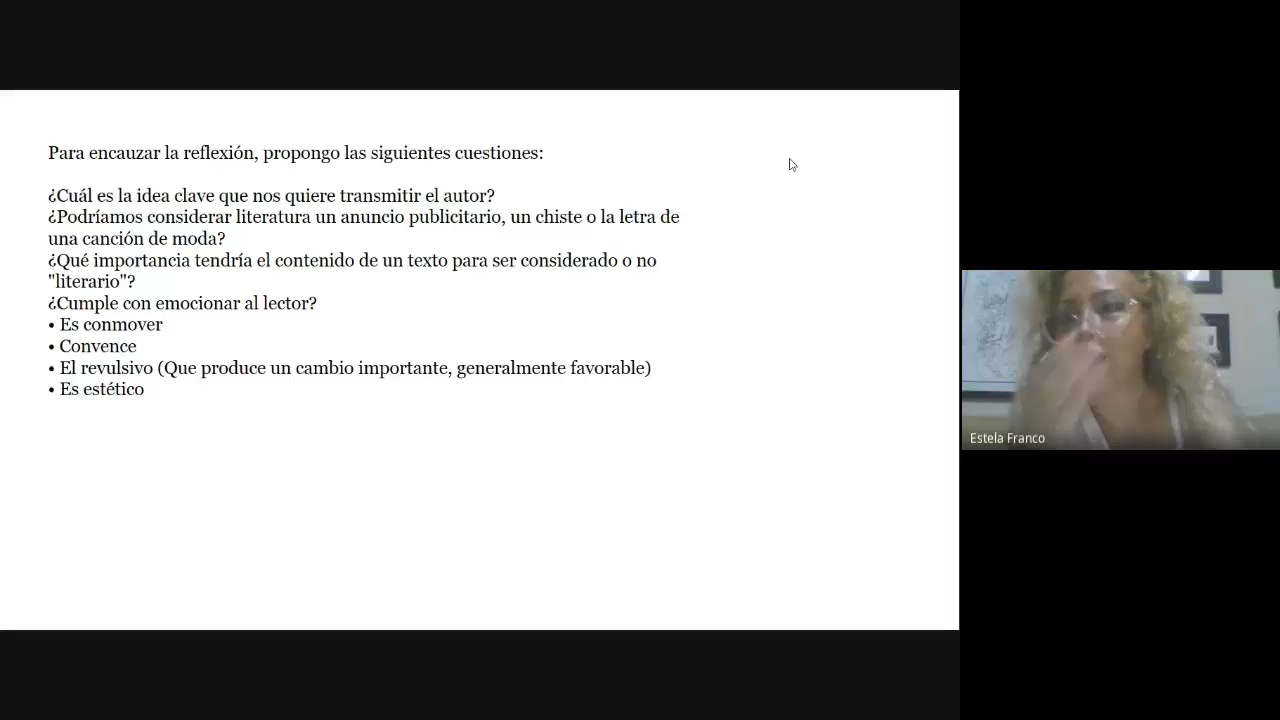 Para encauzar la reflexión, propongo las siguientes cuestiones:
¿Cuál es la idea clave que nos quiere transmitir el autor?
¿Podríamos considerar literatura un anuncio publicitario, un chiste o la letra de
una canción de moda?
¿Qué importancia tendría el contenido de un texto para ser considerado o no
"literario"?
¿Cumple con emocionar al lector?
• Es conmover
• Convence
• El revulsivo (Que produce un cambio importante, generalmente favorable)
• Es estético
Estela Franco